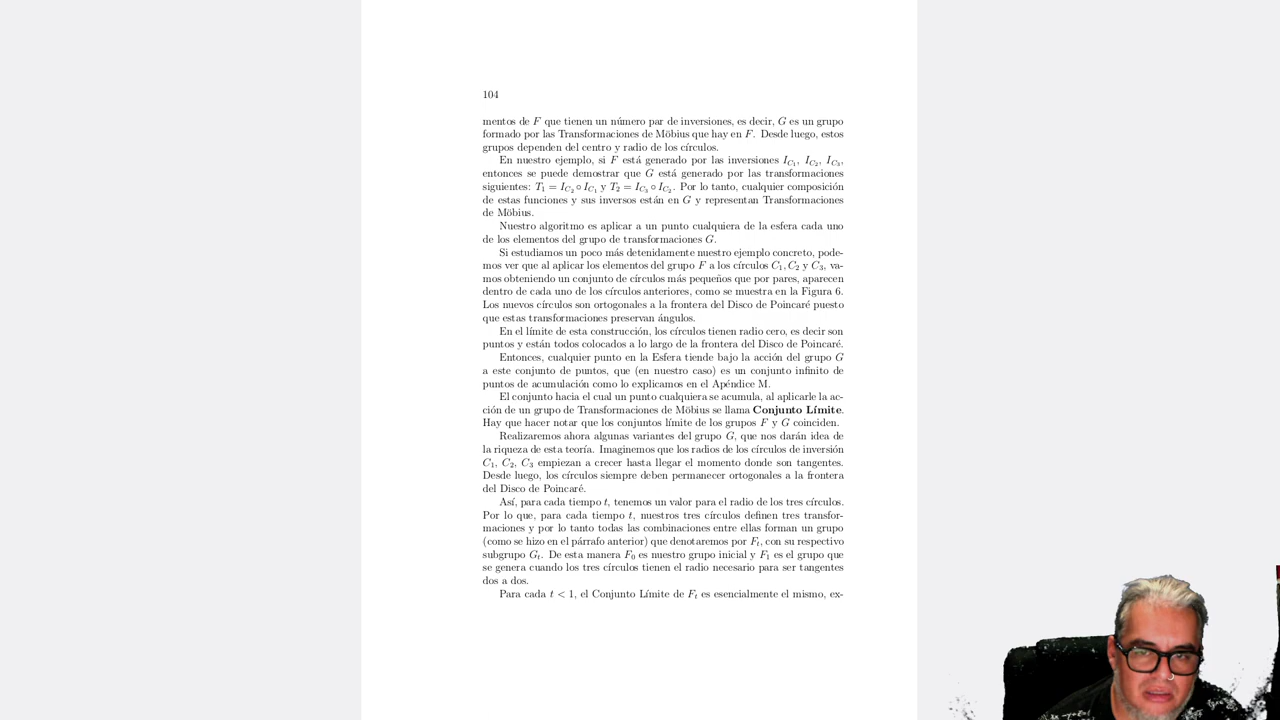 104
mentos de F que tienen un número par de inversiones, es decir, G es un grupo
formado por las Transformaciones de Möbius que hay en F. Desde luego, estos
grupos dependen del centro y radio de los círculos.
En nuestro ejemplo, si F está generado por las inversiones I_{C_1}, I_{C_2}, I_{C_3},
entonces se puede demostrar que G está generado por las transformaciones
siguientes: T_1 = I_{C_2} ∘ I_{C_1} y T_2 = I_{C_3} ∘ I_{C_2}. Por lo tanto, cualquier composición
de estas funciones y sus inversos están en G y representan Transformaciones
de Möbius.
Nuestro algoritmo es aplicar a un punto cualquiera de la esfera cada uno
de los elementos del grupo de transformaciones G.
Si estudiamos un poco más detenidamente nuestro ejemplo concreto, pode-
mos ver que al aplicar los elementos del grupo F a los círculos C_1, C_2 y C_3, va-
mos obteniendo un conjunto de círculos más pequeños que por pares, aparecen
dentro de cada uno de los círculos anteriores, como se muestra en la Figura 6.
Los nuevos círculos son ortogonales a la frontera del Disco de Poincaré puesto
que estas transformaciones preservan ángulos.
En el límite de esta construcción, los círculos tienen radio cero, es decir son
puntos y están todos colocados a lo largo de la frontera del Disco de Poincaré.
Entonces, cualquier punto en la Esfera tiende bajo la acción del grupo G
a este conjunto de puntos, que (en nuestro caso) es un conjunto infinito de
puntos de acumulación como lo explicamos en el Apéndice M.
El conjunto hacia el cual un punto cualquiera se acumula, al aplicarle la ac-
ción de un grupo de Transformaciones de Möbius se llama Conjunto Límite.
Hay que hacer notar que los conjuntos límite de los grupos F y G coinciden.
Realizaremos ahora algunas variantes del grupo G, que nos darán idea de
la riqueza de esta teoría. Imaginemos que los radios de los círculos de inversión
C_1, C_2, C_3 empiezan a crecer hasta llegar el momento donde son tangentes.
Desde luego, los círculos siempre deben permanecer ortogonales a la frontera
del Disco de Poincaré.
Así, para cada tiempo t, tenemos un valor para el radio de los tres círculos.
Por lo que, para cada tiempo t, nuestros tres círculos definen tres transfor-
maciones y por lo tanto todas las combinaciones entre ellas forman un grupo
(como se hizo en el párrafo anterior) que denotaremos por F_t, con su respectivo
subgrupo G_t. De esta manera F_0 es nuestro grupo inicial y F_1 es el grupo que
se genera cuando los tres círculos tienen el radio necesario para ser tangentes
dos a dos.
Para cada t < 1, el Conjunto Límite de F_t es esencialmente el mismo, ex-